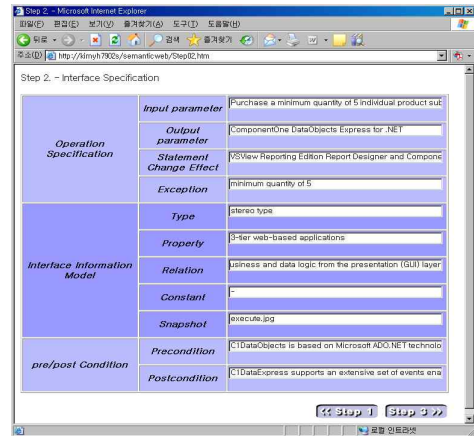 Step 2. - Microsoft Internet Explorer
파일(F) 편집(E) 보기(V) 즐겨찾기(A) 도구(T) 도움말(H)
뒤로 검색 즐겨찾기
주소(D) http://kimyh7902s/semanticweb/Step02.htm
Step 2. - Interface Specification
Operation Specification
Input parameter
Purchase a minimum quantity of 5 individual product sub
Output parameter
ComponentOne DataObjects Express for .NET
Statement Change Effect
VSView Reporting Edition Report Designer and Compone
Exception
minimum quantity of 5
Interface Information Model
Type
stereo type
Property
3-tier web-based applications
Relation
usiness and data logic from the presentation (GUI) layer
Constant
-
Snapshot
execute.jpg
pre/post Condition
Precondition
C1DataObjects is based on Microsoft ADO.NET technolo
Postcondition
C1DataExpress supports an extensive set of events ena
<< Step 1 Step 3 >>
로컬 인트라넷